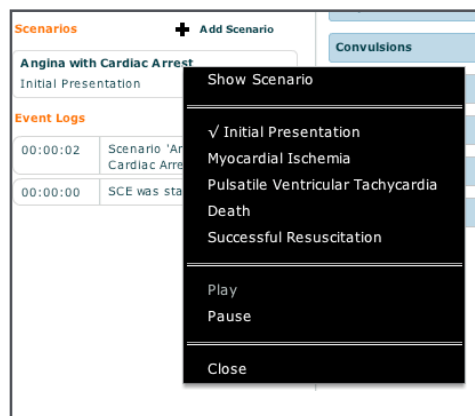 Scenarios
Add Scenario
Angina with Cardiac Arrest
Initial Presentation
Event Logs
00:00:02
Scenario 'An
Cardiac Arre
00:00:00
SCE was sta
Convulsions
Show Scenario
√ Initial Presentation
Myocardial Ischemia
Pulsatile Ventricular Tachycardia
Death
Successful Resuscitation
Play
Pause
Close